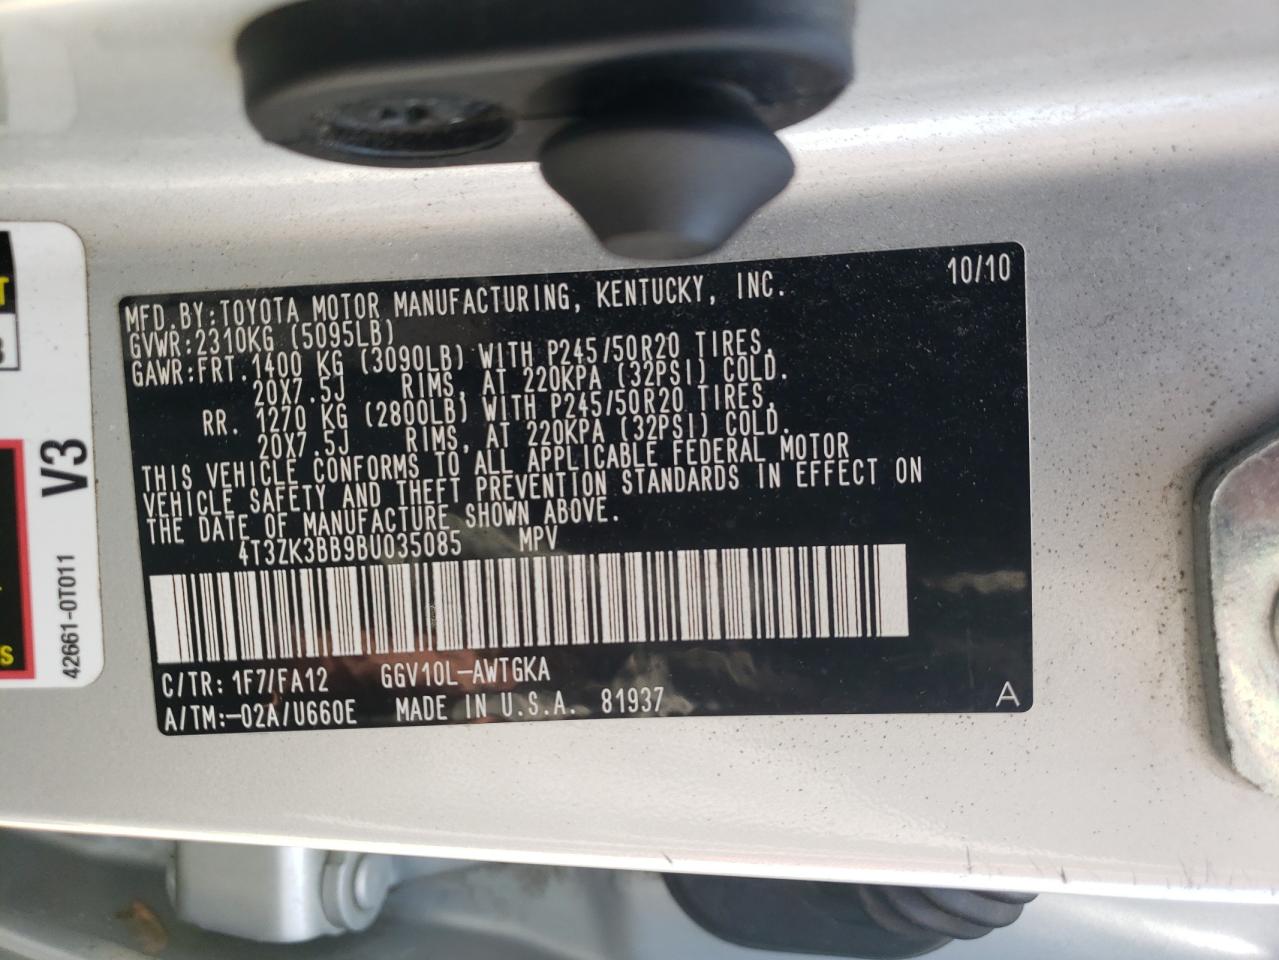 MFD.BY:TOYOTA MOTOR MANUFACTURING, KENTUCKY, INC. 10/10
GVWR:2310KG (5095LB)
GAWR:FRT.1400 KG (3090LB) WITH P245/50R20 TIRES,
20X7.5J RIMS, AT 220KPA (32PSI) COLD.
RR. 1270 KG (2800LB) WITH P245/50R20 TIRES,
20X7.5J RIMS, AT 220KPA (32PSI) COLD.
THIS VEHICLE CONFORMS TO ALL APPLICABLE FEDERAL MOTOR
VEHICLE SAFETY AND THEFT PREVENTION STANDARDS IN EFFECT ON
THE DATE OF MANUFACTURE SHOWN ABOVE.
4T3ZK3BB9BU035085 MPV
C/TR: 1F7/FA12 GGV10L-AWTGKA
A/TM:-02A/U660E MADE IN U.S.A. 81937
A
V3
42661-0T011